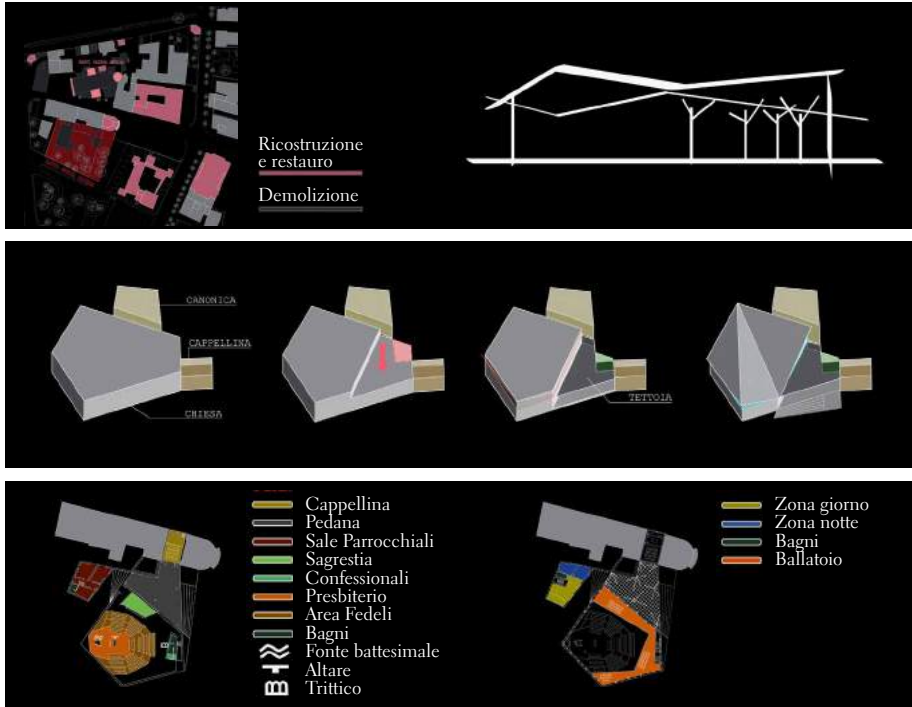 Ricostruzione
e restauro
Demolizione
CANONICA
CAPPELLINA
CHIESA
TETTOIA
Cappellina
Pedana
Sale Parrocchiali
Sagrestia
Confessionali
Presbiterio
Area Fedeli
Bagni
Fonte battesimale
Altare
Trittico
Zona giorno
Zona notte
Bagni
Ballatoio